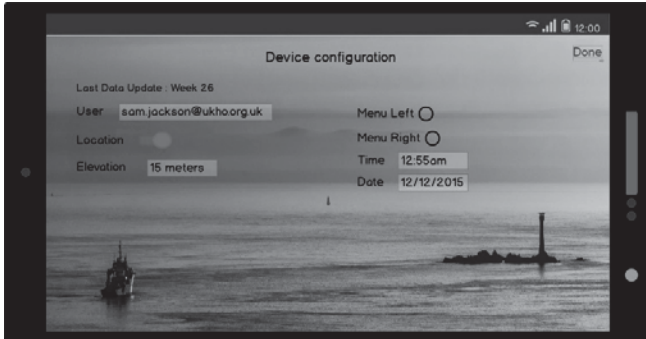 12:00
Device configuration
Done
Last Data Update : Week 26
User sam.jackson@ukho.org.uk
Location
Elevation 15 meters
Menu Left
Menu Right
Time 12:55am
Date 12/12/2015